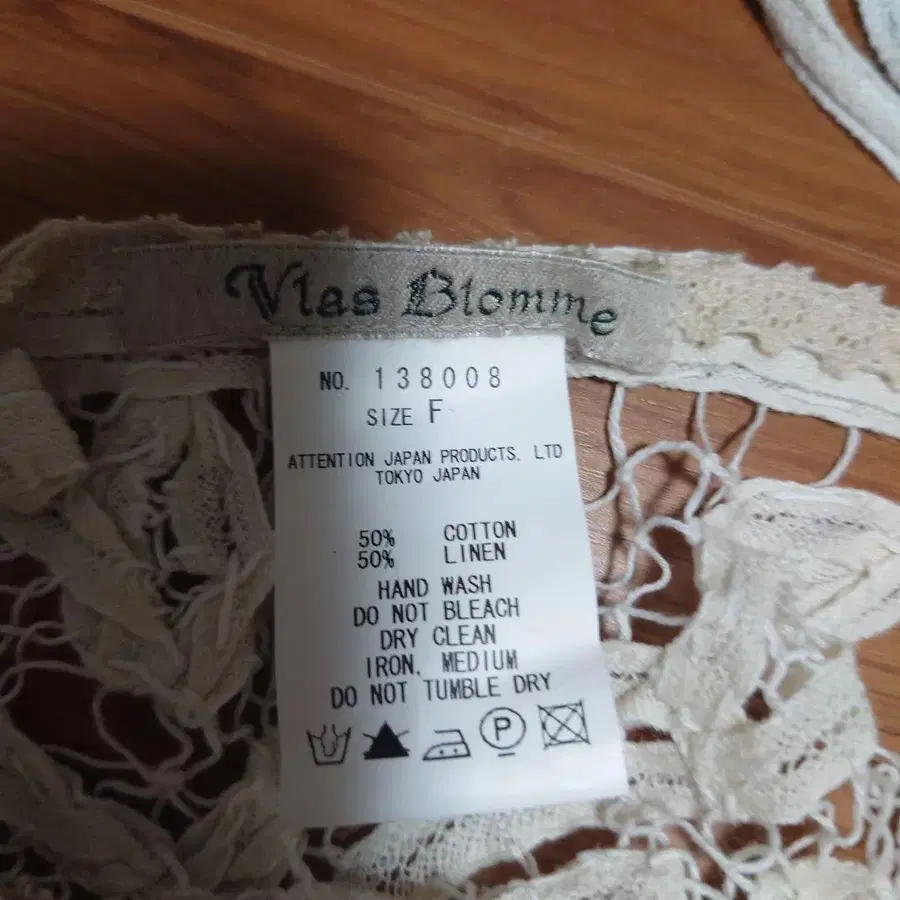 Vlas Blomme
NO. 138008
SIZE F
ATTENTION JAPAN PRODUCTS. LTD
TOKYO JAPAN
50% COTTON
50% LINEN
HAND WASH
DO NOT BLEACH
DRY CLEAN
IRON, MEDIUM
DO NOT TUMBLE DRY
P